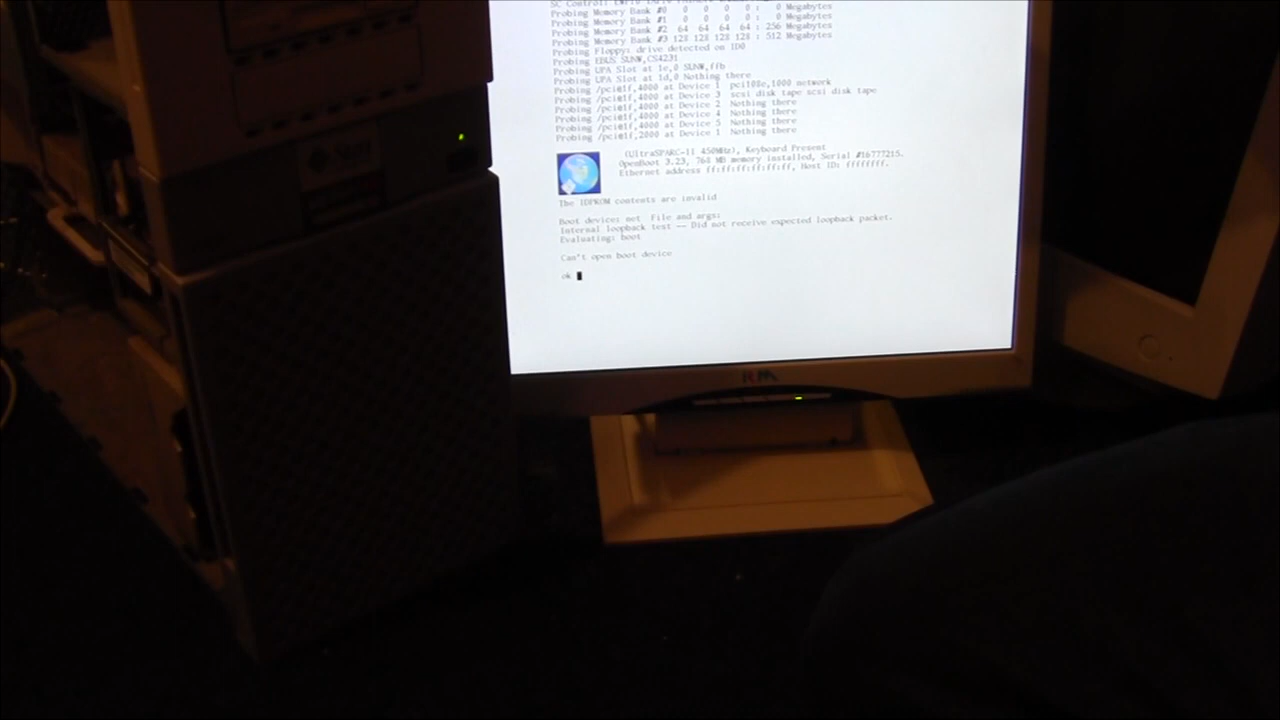 Probing Memory Bank #0 0 0 0 0 : 0 Megabytes
Probing Memory Bank #1 0 0 0 0 : 0 Megabytes
Probing Memory Bank #2 64 64 64 64 : 256 Megabytes
Probing Memory Bank #3 128 128 128 128 : 512 Megabytes
Probing Floppy: drive detected on ID0
Probing EBUS SUNW,CS4231
Probing UPA Slot at 1e,0 SUNW,ffb
Probing UPA Slot at 1d,0 Nothing there
Probing /pci@1f,4000 at Device 1 pci108e,1000 network
Probing /pci@1f,4000 at Device 3 scsi disk tape scsi disk tape
Probing /pci@1f,4000 at Device 2 Nothing there
Probing /pci@1f,4000 at Device 4 Nothing there
Probing /pci@1f,4000 at Device 5 Nothing there
Probing /pci@1f,2000 at Device 1 Nothing there
(UltraSPARC-II 450MHz), Keyboard Present
OpenBoot 3.23, 768 MB memory installed, Serial #16777215.
Ethernet address ff:ff:ff:ff:ff:ff, Host ID: ffffffff.
The IDPROM contents are invalid
Boot device: net File and args:
Internal loopback test -- Did not receive expected loopback packet.
Evaluating: boot
Can't open boot device
ok
RM
Sun